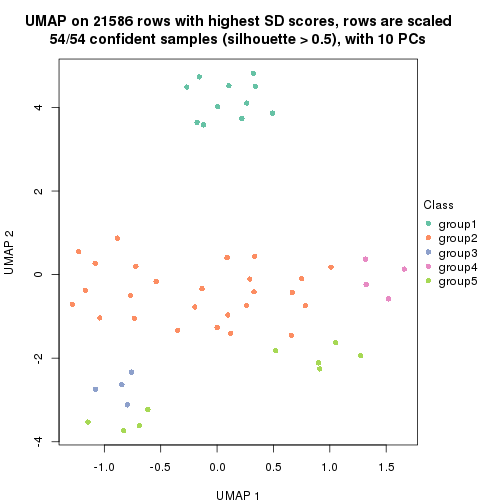 UMAP on 21586 rows with highest SD scores, rows are scaled
54/54 confident samples (silhouette > 0.5), with 10 PCs
4
2
0
-2
-4
UMAP 2
-1.0 -0.5 0.0 0.5 1.0 1.5
UMAP 1
Class
group1
group2
group3
group4
group5